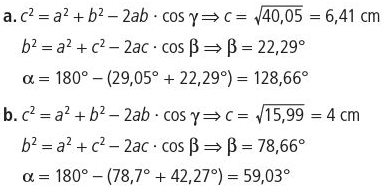 a. c² = a² + b² – 2ab · cos γ ⇒ c = √40,05 = 6,41 cm
b² = a² + c² – 2ac · cos β ⇒ β = 22,29°
α = 180° – (29,05° + 22,29°) = 128,66°
b. c² = a² + b² – 2ab · cos γ ⇒ c = √15,99 = 4 cm
b² = a² + c² – 2ac · cos β ⇒ β = 78,66°
α = 180° – (78,7° + 42,27°) = 59,03°